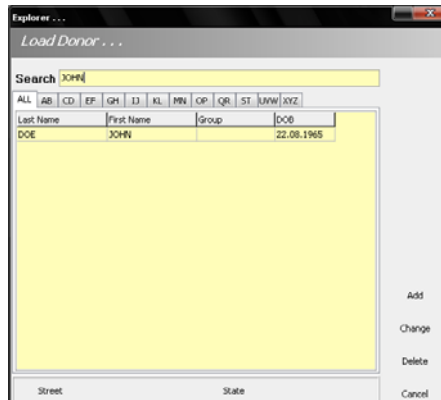 Explorer . . .
Load Donor . . .
Search JOHN
ALL AB CD EF GH IJ KL MN OP QR ST UVW XYZ
Last Name First Name Group DOB
DOE JOHN 22.08.1965
Add
Change
Delete
Street State Cancel